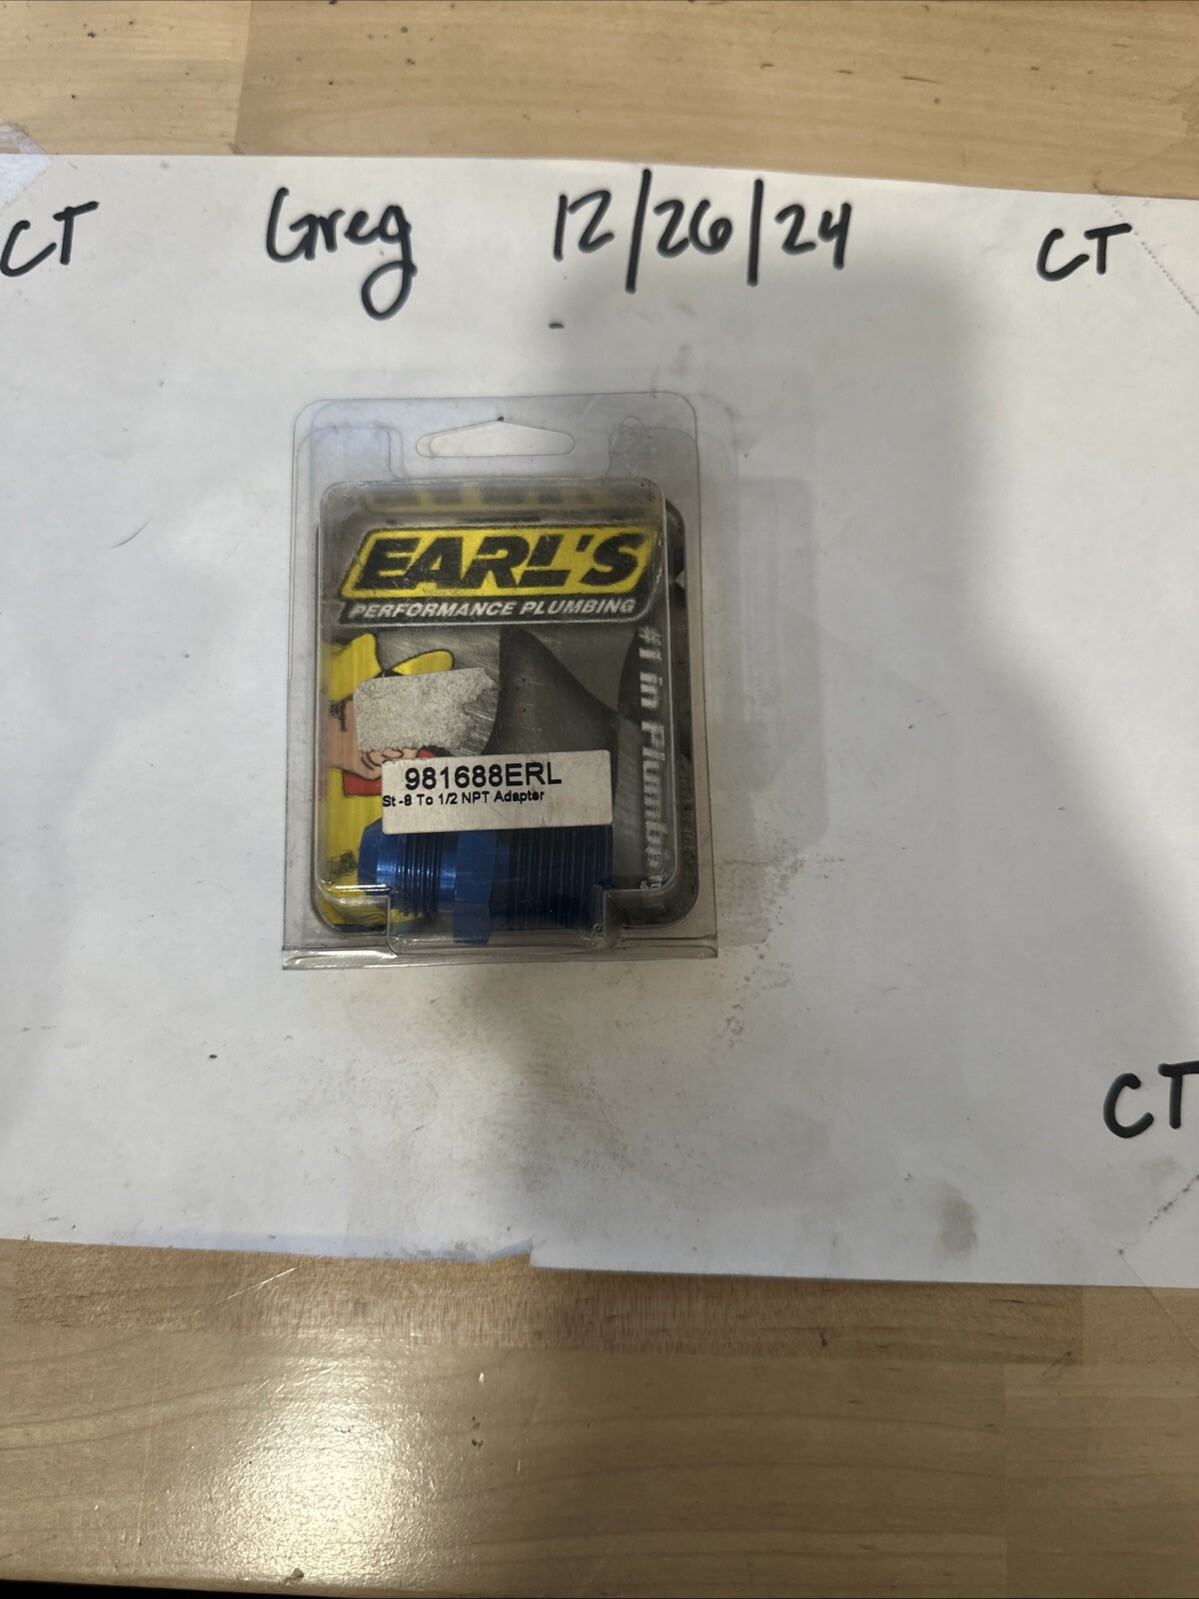 CT Greg 12/26/24 CT
EARL'S
PERFORMANCE PLUMBING
#1 in Plumbing
981688ERL
St -8 To 1/2 NPT Adapter
CT